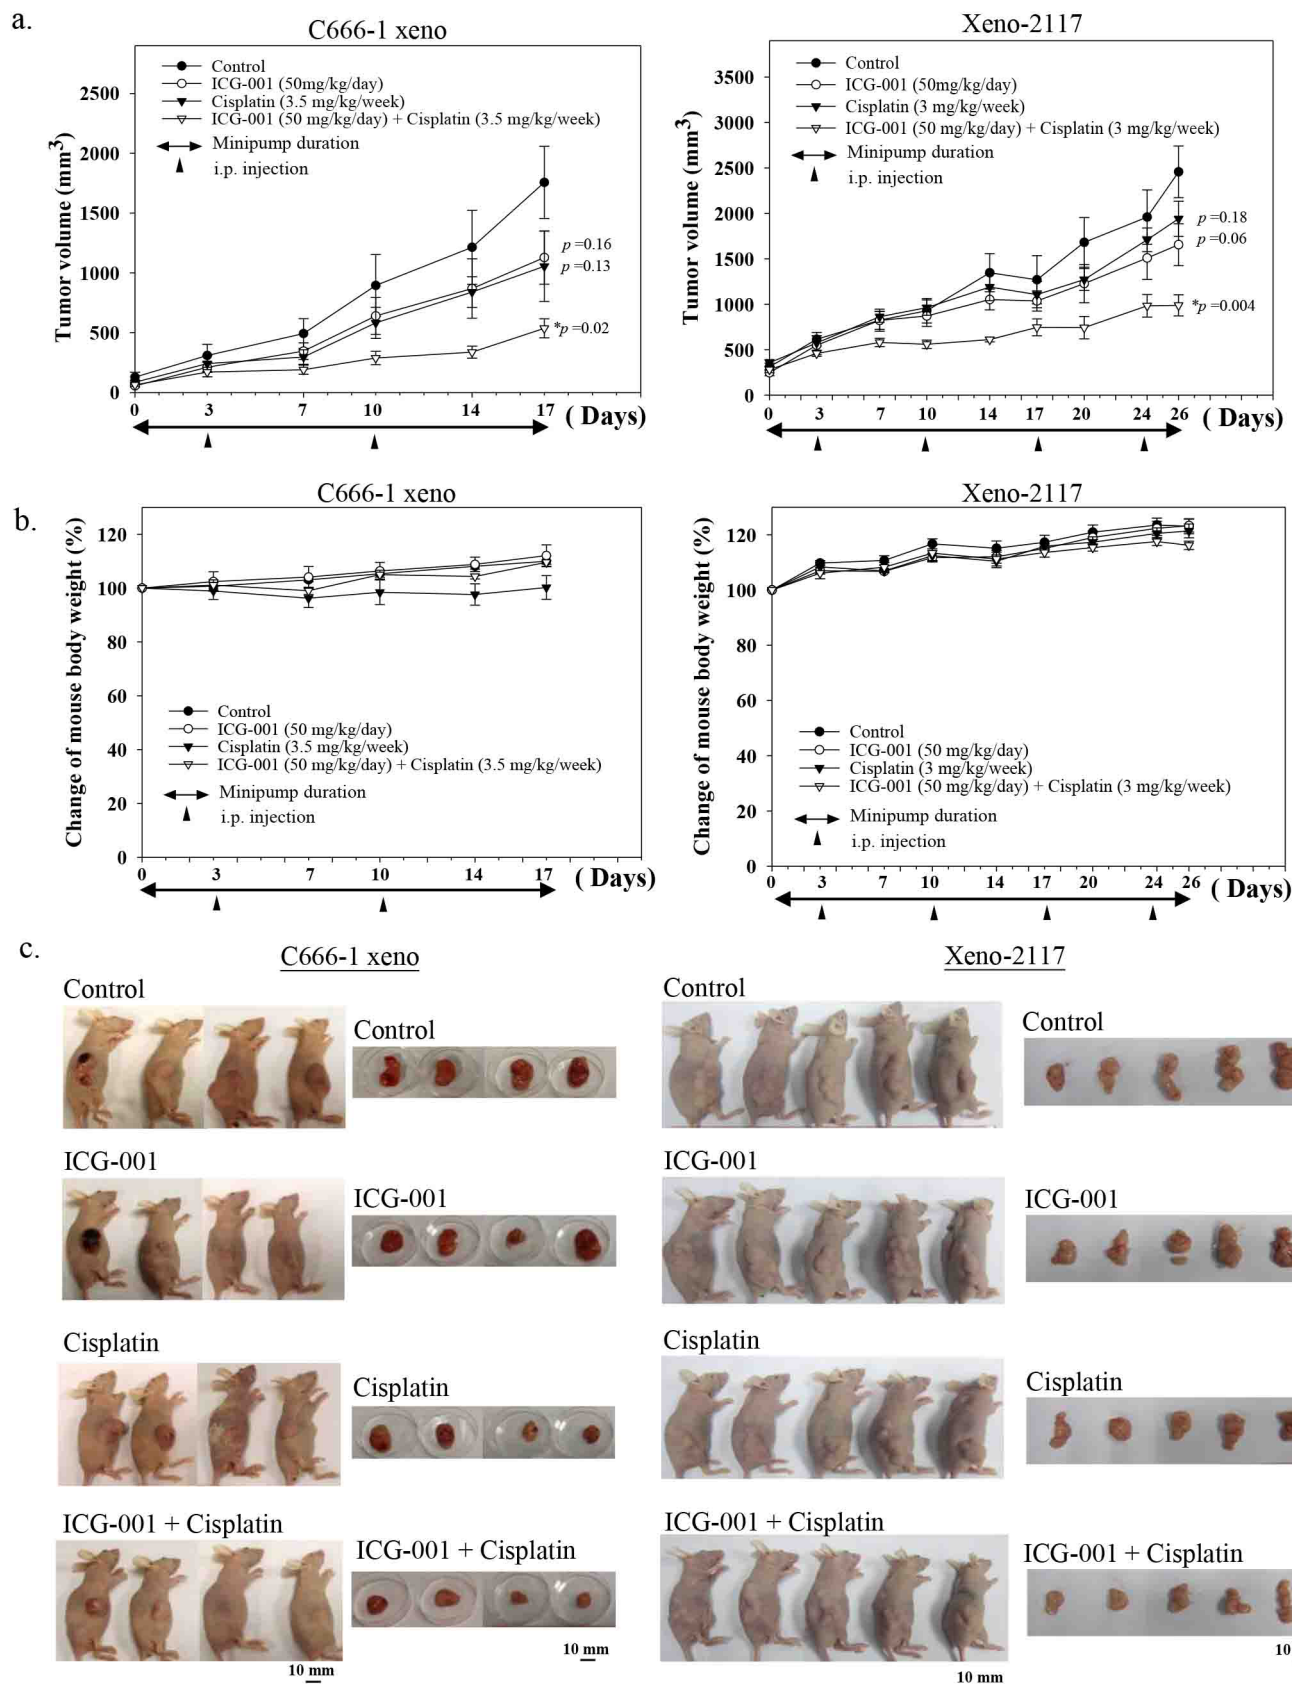 a.
C666-1 xeno
Control
ICG-001 (50mg/kg/day)
Cisplatin (3.5 mg/kg/week)
ICG-001 (50 mg/kg/day) + Cisplatin (3.5 mg/kg/week)
Minipump duration
i.p. injection
Tumor volume (mm3)
2500
2000
1500
1000
500
0
p =0.16
p =0.13
*p =0.02
0 3 7 10 14 17 ( Days)
Xeno-2117
Control
ICG-001 (50mg/kg/day)
Cisplatin (3 mg/kg/week)
ICG-001 (50 mg/kg/day) + Cisplatin (3 mg/kg/week)
Minipump duration
i.p. injection
Tumor volume (mm3)
3500
3000
2500
2000
1500
1000
500
0
p =0.18
p =0.06
*p =0.004
0 3 7 10 14 17 20 24 26 ( Days)
b.
C666-1 xeno
Change of mouse body weight (%)
120
100
80
60
40
20
0
Control
ICG-001 (50 mg/kg/day)
Cisplatin (3.5 mg/kg/week)
ICG-001 (50 mg/kg/day) + Cisplatin (3.5 mg/kg/week)
Minipump duration
i.p. injection
0 3 7 10 14 17 ( Days)
Xeno-2117
Change of mouse body weight (%)
120
100
80
60
40
20
0
Control
ICG-001 (50 mg/kg/day)
Cisplatin (3 mg/kg/week)
ICG-001 (50 mg/kg/day) + Cisplatin (3 mg/kg/week)
Minipump duration
i.p. injection
0 3 7 10 14 17 20 24 26 ( Days)
c.
C666-1 xeno
Control
Control
ICG-001
ICG-001
Cisplatin
Cisplatin
ICG-001 + Cisplatin
ICG-001 + Cisplatin
10 mm
10 mm
Xeno-2117
Control
Control
ICG-001
ICG-001
Cisplatin
Cisplatin
ICG-001 + Cisplatin
ICG-001 + Cisplatin
10 mm
10